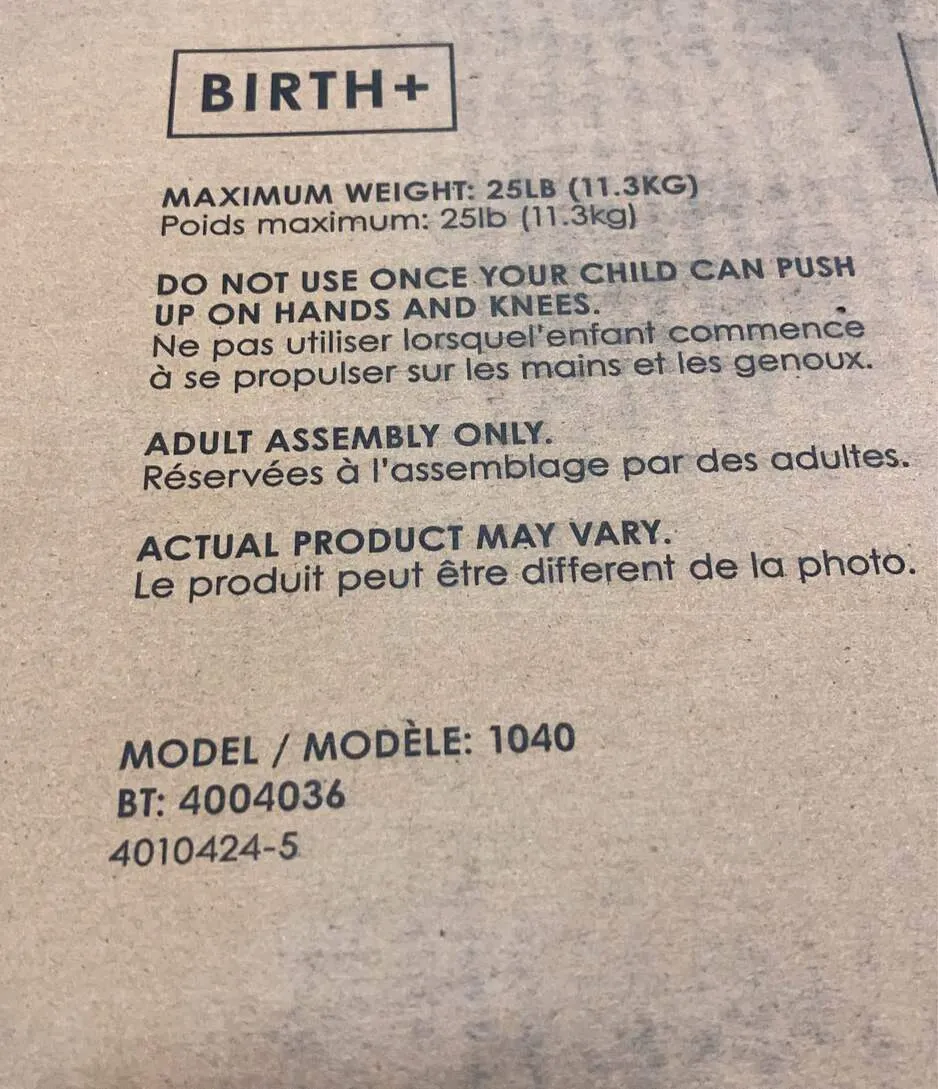 BIRTH+
MAXIMUM WEIGHT: 25LB (11.3KG)
Poids maximum: 25lb (11.3kg)
DO NOT USE ONCE YOUR CHILD CAN PUSH
UP ON HANDS AND KNEES.
Ne pas utiliser lorsquel'enfant commence
à se propulser sur les mains et les genoux.
ADULT ASSEMBLY ONLY.
Réservées à l'assemblage par des adultes.
ACTUAL PRODUCT MAY VARY.
Le produit peut être different de la photo.
MODEL / MODÈLE: 1040
BT: 4004036
4010424-5